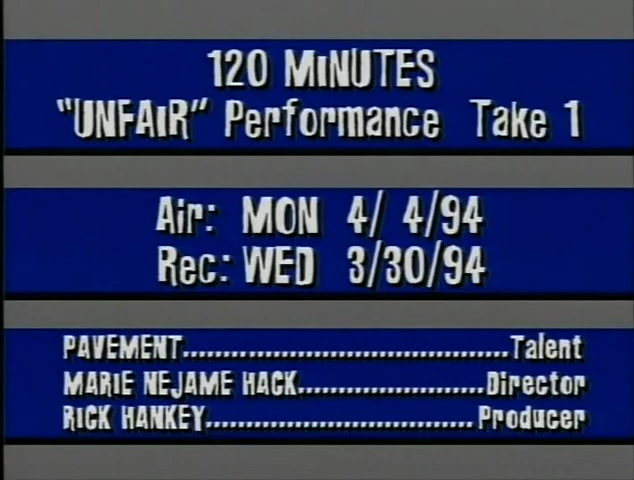 120 MINUTES
"UNFAIR" Performance Take 1
Air: MON 4/ 4/94
Rec: WED 3/30/94
PAVEMENT..................................................Talent
MARIE NEJAME HACK............................Director
RICK HANKEY.........................................Producer